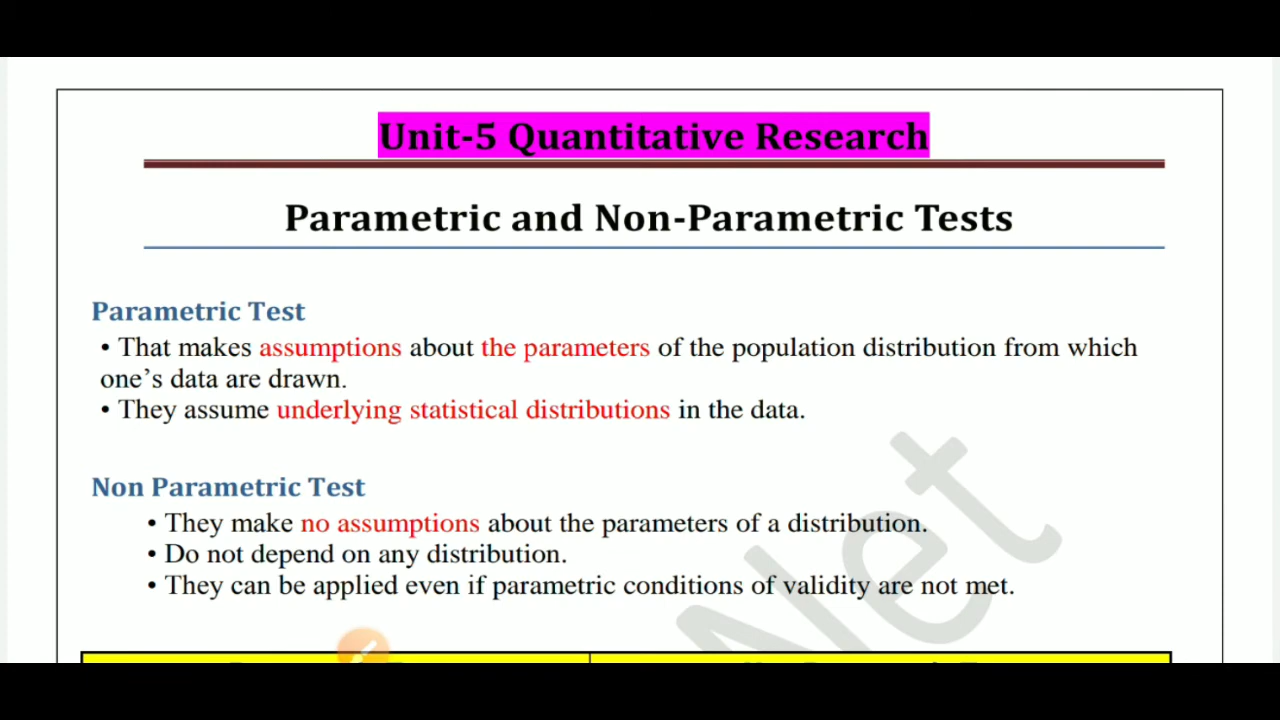 Unit-5 Quantitative Research
Parametric and Non-Parametric Tests
Parametric Test
• That makes assumptions about the parameters of the population distribution from which
one’s data are drawn.
• They assume underlying statistical distributions in the data.
Non Parametric Test
• They make no assumptions about the parameters of a distribution.
• Do not depend on any distribution.
• They can be applied even if parametric conditions of validity are not met.
Net